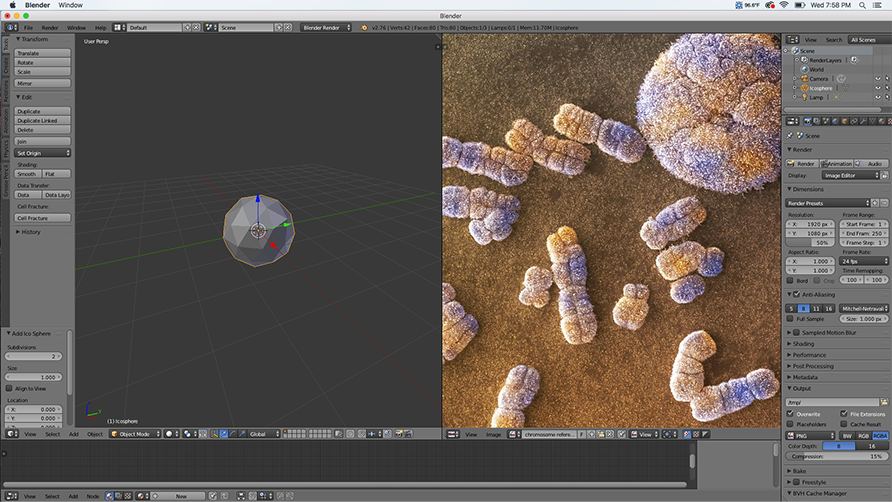 Blender Window 96.6°F Wed 7:58 PM
Blender
File Render Window Help Default Scene Blender Render v2.76 | Verts:42 | Faces:80 | Tris:80 | Objects:1/3 | Lamps:0/1 | Mem:11.70M | Icosphere
Tools
Create
Relations
Animation
Physics
Grease Pencil
Transform
Translate
Rotate
Scale
Mirror
Edit
Duplicate
Duplicate Linked
Delete
Join
Set Origin
Shading:
Smooth Flat
Data Transfer:
Data Data Layo
Cell Fracture
Cell Fracture
History
Add Ico Sphere
Subdivisions
2
Size
1.000
Align to View
Location
X: 0.000
Y: 0.000
User Persp
(1) Icosphere
View Select Add Object Object Mode Global
View Image chromosome refere... F View
View Select Add Node New
View Search All Scenes
Scene
RenderLayers
World
Camera
Icosphere
Lamp
Scene
Render
Render Animation Audio
Display: Image Editor
Dimensions
Render Presets
Resolution: Frame Range:
X: 1920 px Start Frame: 1
Y: 1080 px End Fram: 250
50% Frame Step: 1
Aspect Ratio: Frame Rate:
X: 1.000 24 fps
Y: 1.000 Time Remapping
Bord Crop 100 100
Anti-Aliasing
5 8 11 16 Mitchell-Netravali
Full Sample Size: 1.000 px
Sampled Motion Blur
Shading
Performance
Post Processing
Metadata
Output
/tmp/
Overwrite File Extensions
Placeholders Cache Result
PNG BW RGB RGBA
Color Depth: 8 16
Compression: 15%
Bake
Freestyle
BVH Cache Manager